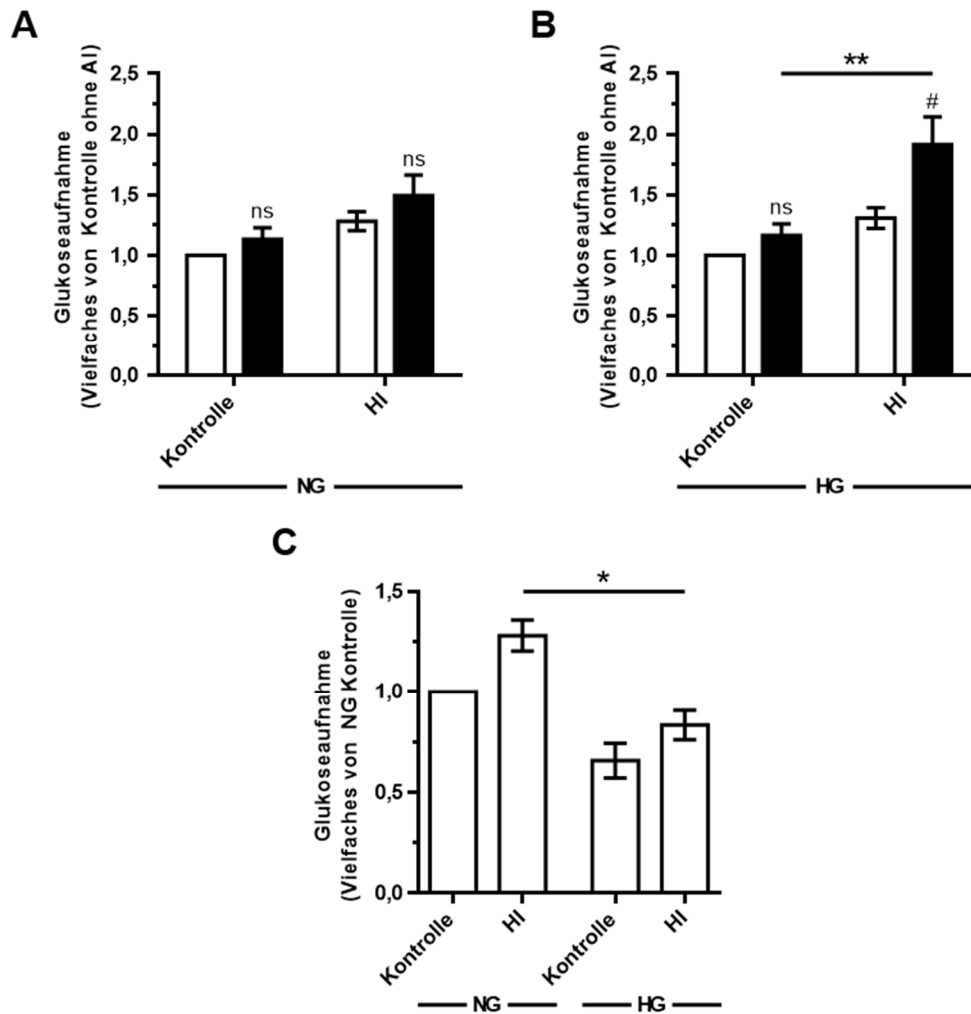 A
Glukoseaufnahme
(Vielfaches von Kontrolle ohne AI)
2,5
2,0
1,5
1,0
0,5
0,0
ns
ns
Kontrolle
HI
NG
B
Glukoseaufnahme
(Vielfaches von Kontrolle ohne AI)
2,5
2,0
1,5
1,0
0,5
0,0
**
#
ns
Kontrolle
HI
HG
C
Glukoseaufnahme
(Vielfaches von NG Kontrolle)
1,5
1,0
0,5
0,0
*
Kontrolle
HI
Kontrolle
HI
NG
HG